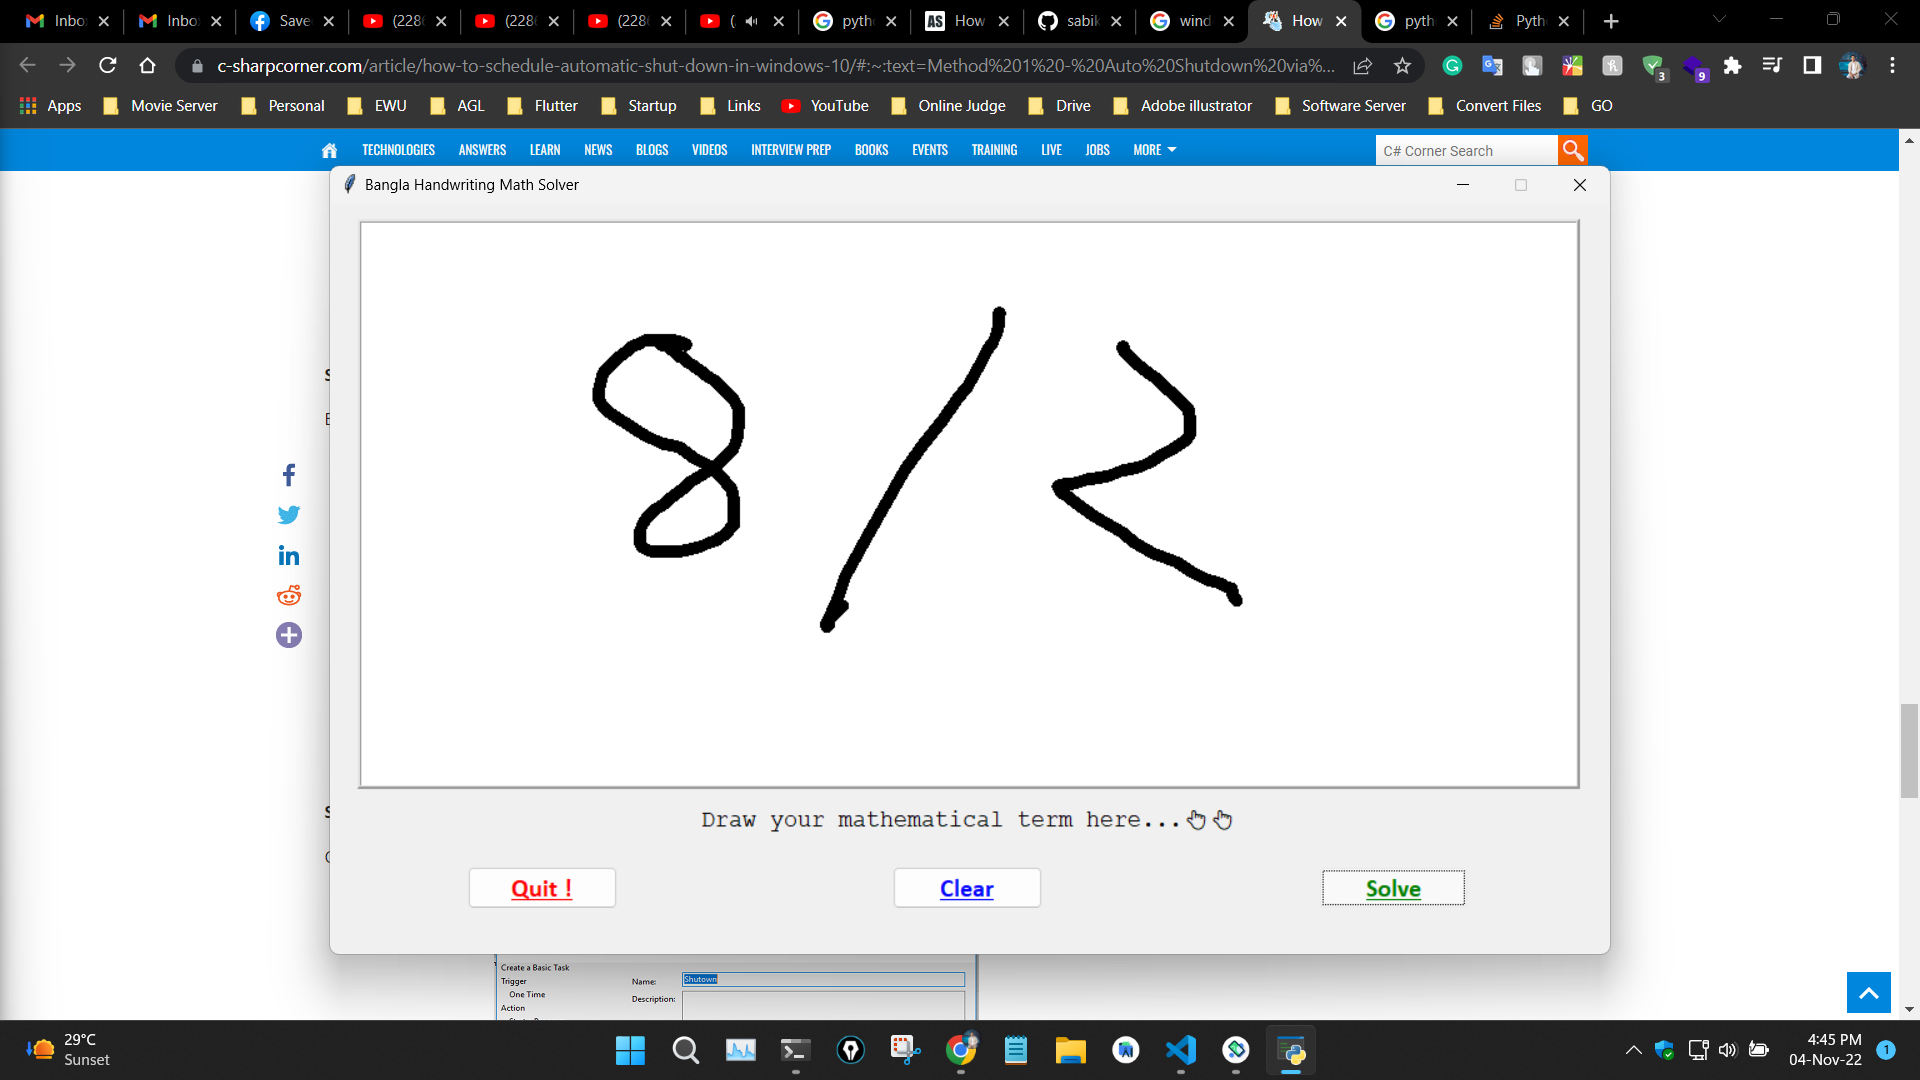 Inbo
Inbo
Save
(228
(228
(228
(
pyth
How
sabik
wind
How
pyth
Pyth
c-sharpcorner.com/article/how-to-schedule-automatic-shut-down-in-windows-10/#:~:text=Method%201%20-%20Auto%20Shutdown%20via%...
3
9
Apps
Movie Server
Personal
EWU
AGL
Flutter
Startup
Links
YouTube
Online Judge
Drive
Adobe illustrator
Software Server
Convert Files
GO
TECHNOLOGIES
ANSWERS
LEARN
NEWS
BLOGS
VIDEOS
INTERVIEW PREP
BOOKS
EVENTS
TRAINING
LIVE
JOBS
MORE
C# Corner Search
Bangla Handwriting Math Solver
৪/২
Draw your mathematical term here...
Quit !
Clear
Solve
Create a Basic Task
Trigger
One Time
Action
Name: Shutown
Description:
29°C
Sunset
4:45 PM
04-Nov-22
1